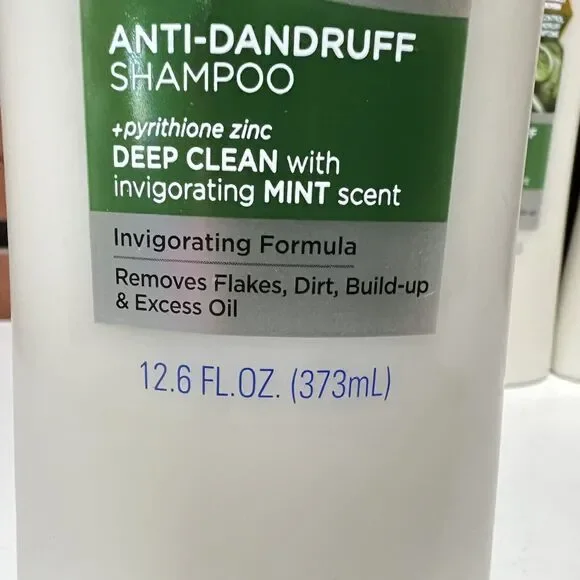 ANTI-DANDRUFF
SHAMPOO
+pyrithione zinc
DEEP CLEAN with
invigorating MINT scent
Invigorating Formula
Removes Flakes, Dirt, Build-up
& Excess Oil
12.6 FL.OZ. (373mL)